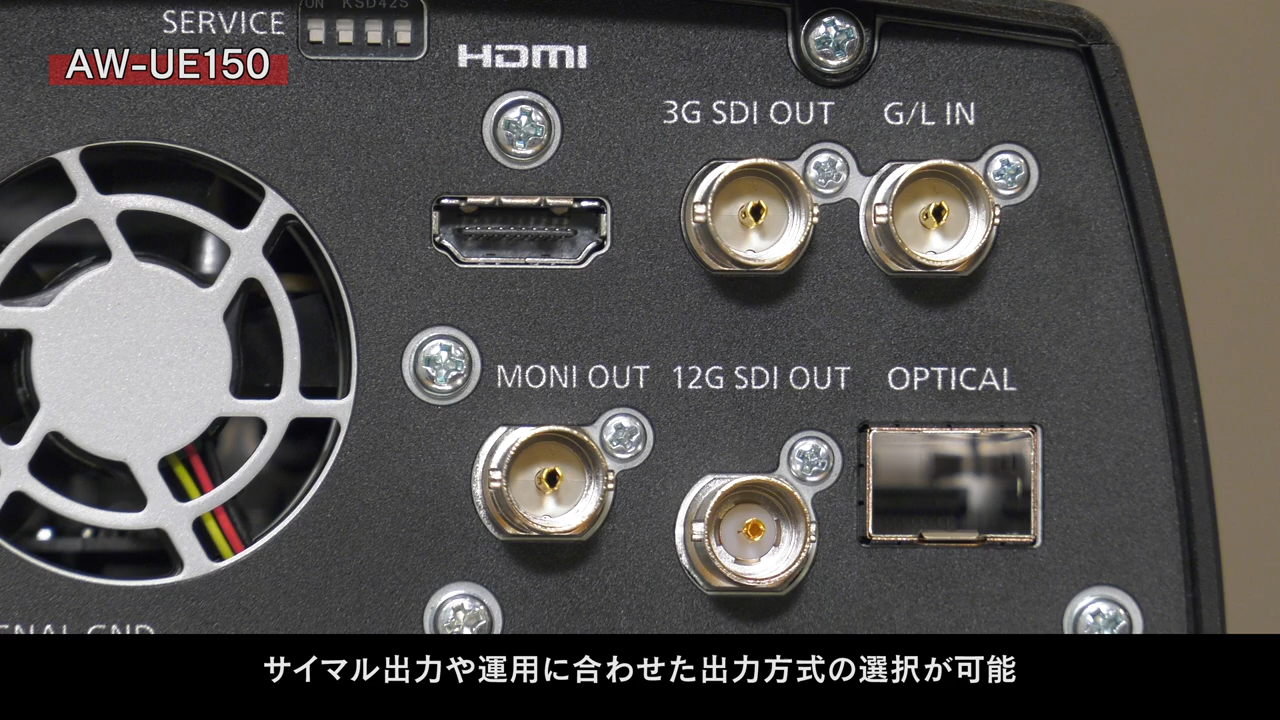 ON KSD42S
SERVICE
AW-UE150
HDMI
3G SDI OUT
G/L IN
MONI OUT
12G SDI OUT
OPTICAL
サイマル出力や運用に合わせた出力方式の選択が可能